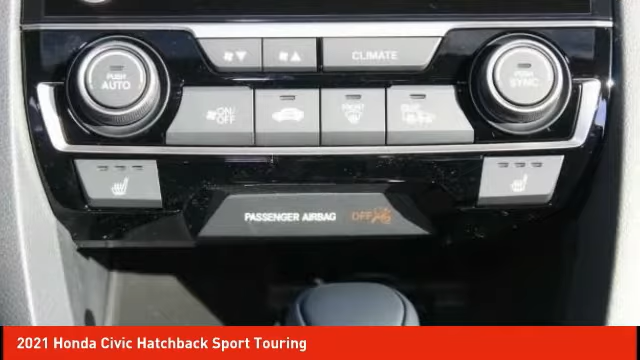 CLIMATE
PUSH
AUTO
PUSH
SYNC
ON/
OFF
FRONT
REAR
PASSENGER AIRBAG OFF
2021 Honda Civic Hatchback Sport Touring